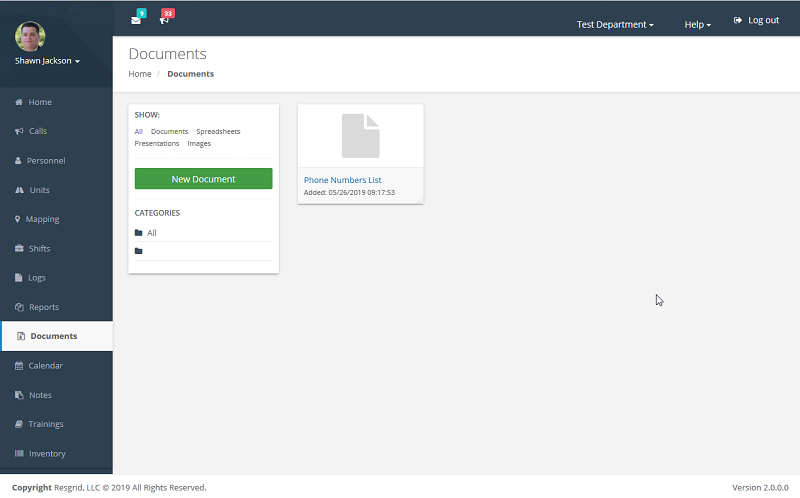 9
33
Test Department
Help
Log out
Shawn Jackson
Documents
Home / Documents
Home
Calls
Personnel
Units
Mapping
Shifts
Logs
Reports
Documents
Calendar
Notes
Trainings
Inventory
SHOW:
All Documents Spreadsheets
Presentations Images
New Document
CATEGORIES
All
Phone Numbers List
Added: 05/26/2019 09:17:53
Copyright Resgrid, LLC © 2019 All Rights Reserved.
Version 2.0.0.0